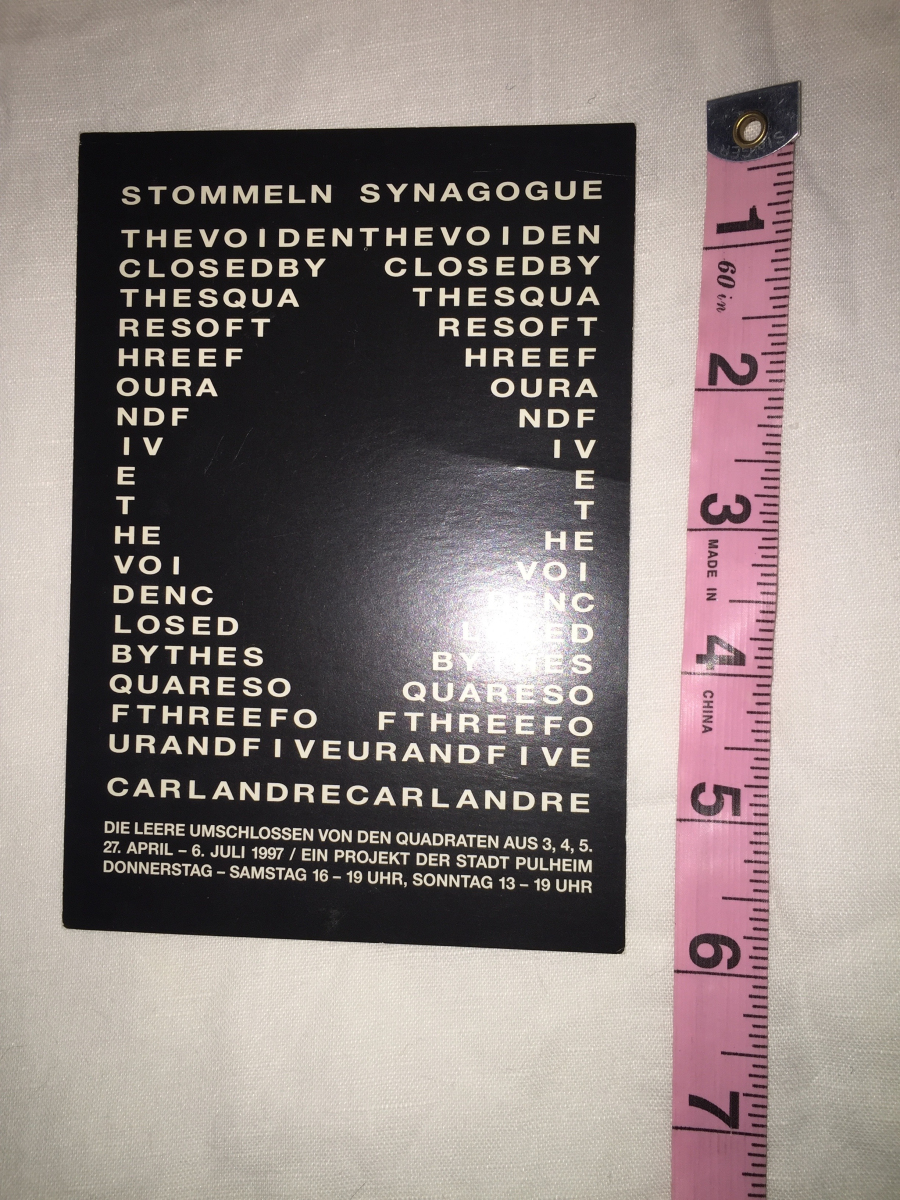 STOMMELN SYNAGOGUE
THEVOIDENTHEVOIDEN
CLOSEDBY CLOSEDBY
THESQUA THESQUA
RESOFT RESOFT
HREEF HREEF
OURA OURA
NDF NDF
IV IV
E E
T T
HE HE
VOI VOI
DENC DENC
LOSED LOSED
BYTHES BYTHES
QUARESO QUARESO
FTHREEFO FTHREEFO
URANDFIVEURANDFIVE
CARLANDRECARLANDRE
DIE LEERE UMSCHLOSSEN VON DEN QUADRATEN AUS 3, 4, 5.
27. APRIL – 6. JULI 1997 / EIN PROJEKT DER STADT PULHEIM
DONNERSTAG – SAMSTAG 16 – 19 UHR, SONNTAG 13 – 19 UHR
1
60 in
2
3
MADE IN
4
CHINA
5
6
7